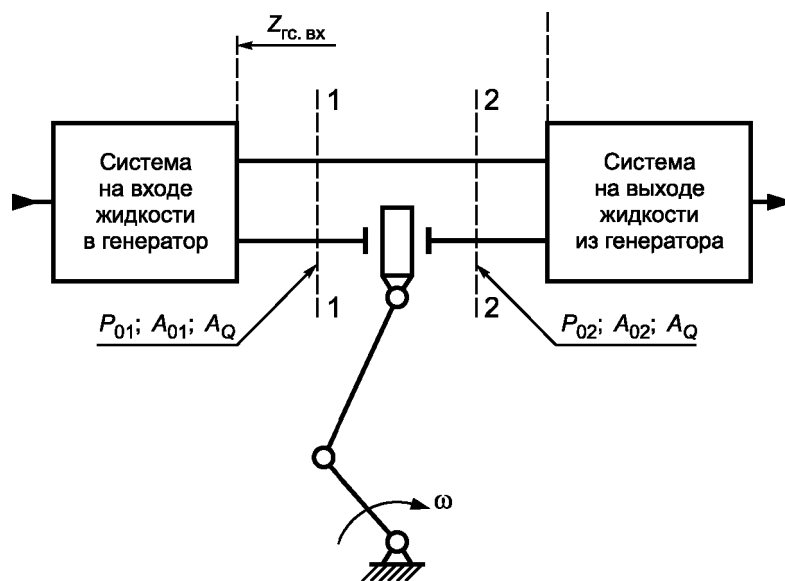 Zгс. вх
1
2
Система
на входе
жидкости
в генератор
Система
на выходе
жидкости
из генератора
1
2
P01; A01; AQ
P02; A02; AQ
ω